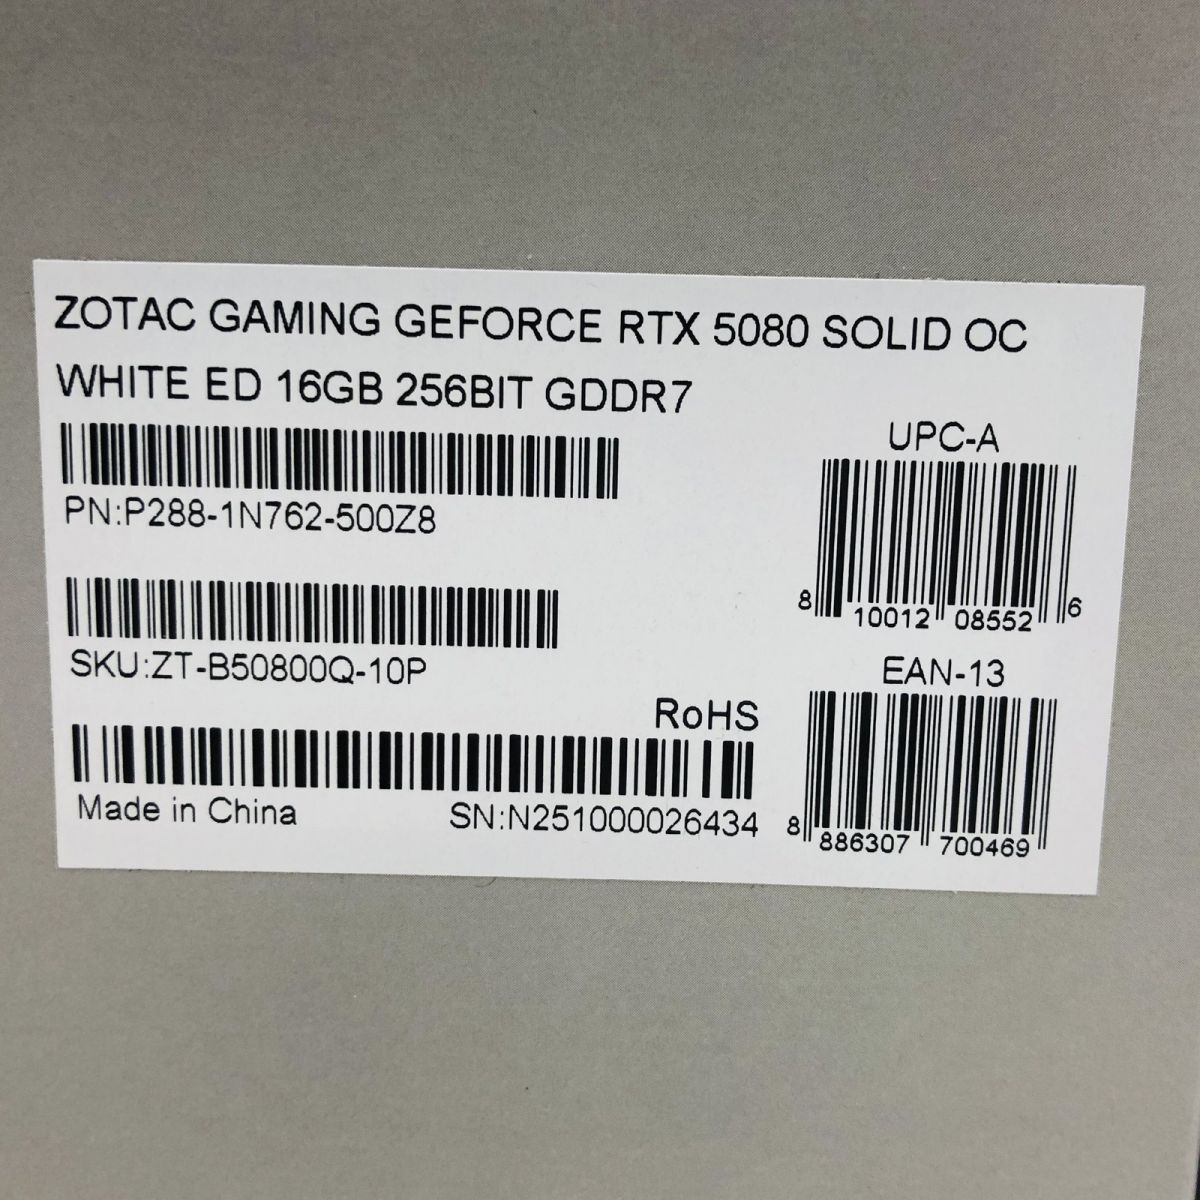 ZOTAC GAMING GEFORCE RTX 5080 SOLID OC
WHITE ED 16GB 256BIT GDDR7
PN:P288-1N762-500Z8
SKU:ZT-B50800Q-10P
RoHS
Made in China SN:N251000026434
UPC-A
8 10012 08552 6
EAN-13
8 886307 700469